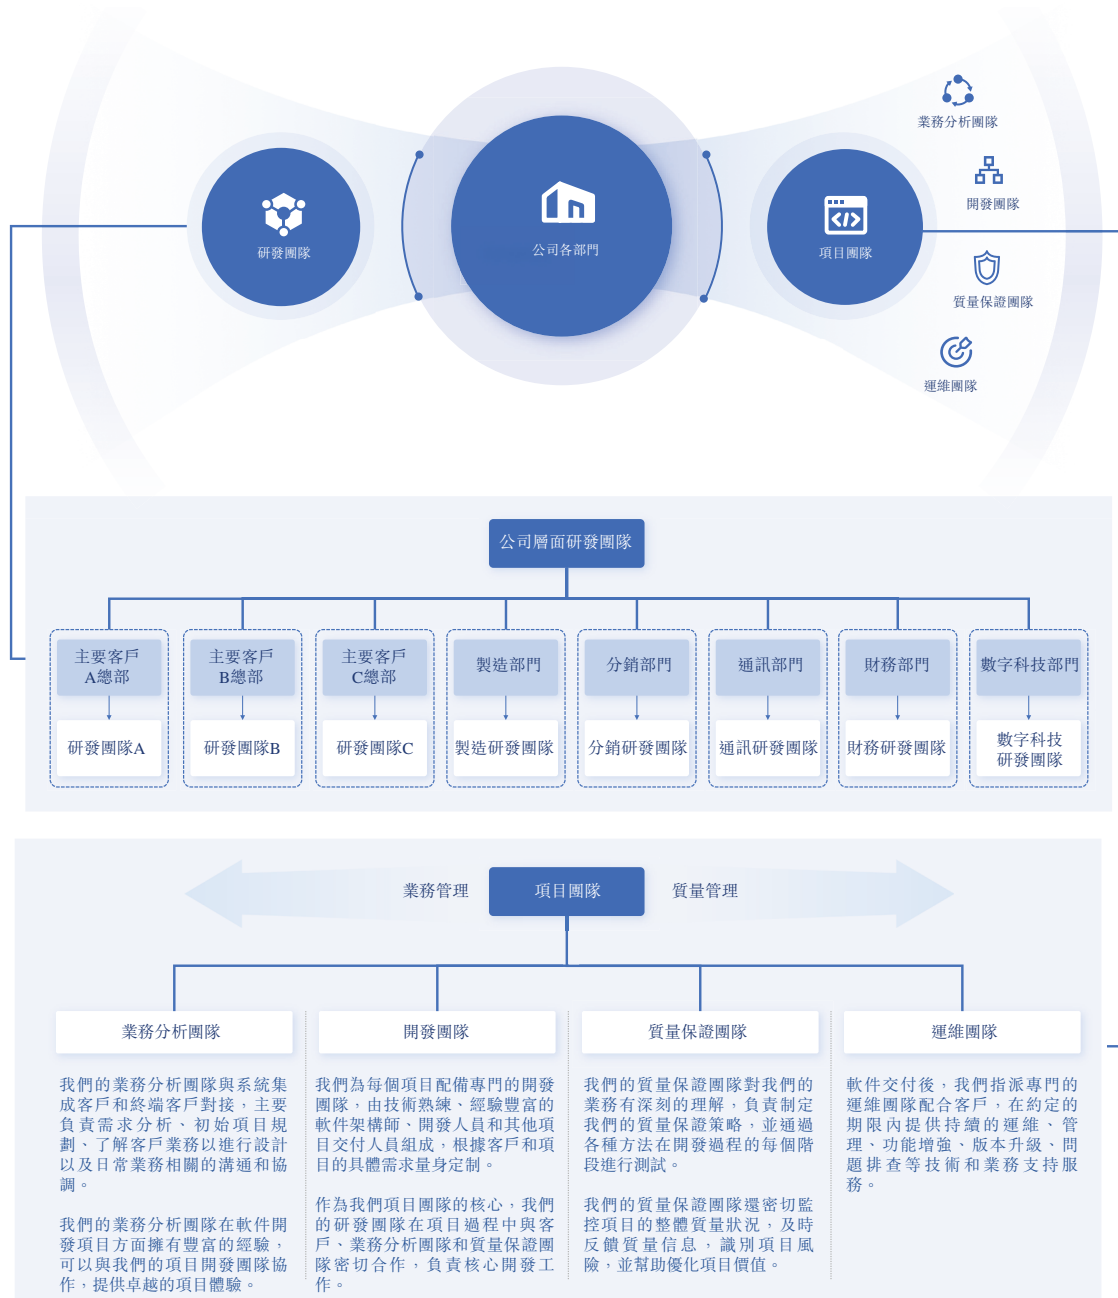 業務分析團隊
開發團隊
研發團隊
公司各部門
項目團隊
質量保證團隊
運維團隊
公司層面研發團隊
主要客戶
A總部
主要客戶
B總部
主要客戶
C總部
製造部門
分銷部門
通訊部門
財務部門
數字科技部門
研發團隊A
研發團隊B
研發團隊C
製造研發團隊
分銷研發團隊
通訊研發團隊
財務研發團隊
數字科技
研發團隊
業務管理
項目團隊
質量管理
業務分析團隊
我們的業務分析團隊與系統集
成客戶和終端客戶對接，主要
負責需求分析、初始項目規
劃、了解客戶業務以進行設計
以及日常業務相關的溝通和協
調。
我們的業務分析團隊在軟件開
發項目方面擁有豐富的經驗，
可以與我們的項目開發團隊協
作，提供卓越的項目體驗。
開發團隊
我們為每個項目配備專門的開發
團隊，由技術熟練、經驗豐富的
軟件架構師、開發人員和其他項
目交付人員組成，根據客戶和項
目的具體需求量身定制。
作為我們項目團隊的核心，我們
的研發團隊在項目過程中與客
戶、業務分析團隊和質量保證團
隊密切合作，負責核心開發工
作。
質量保證團隊
我們的質量保證團隊對我們的
業務有深刻的理解，負責制定
我們的質量保證策略，並通過
各種方法在開發過程的每個階
段進行測試。
我們的質量保證團隊還密切監
控項目的整體質量狀況，及時
反饋質量信息，識別項目風
險，並幫助優化項目價值。
運維團隊
軟件交付後，我們指派專門的
運維團隊配合客戶，在約定的
期限內提供持續的運維、管
理、功能增強、版本升級、問
題排查等技術和業務支持服
務。